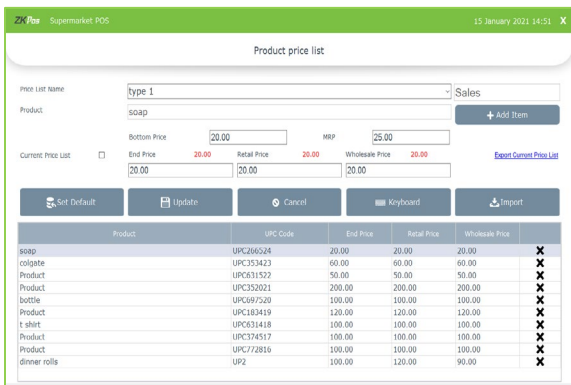 ZKPos Supermarket POS 15 January 2021 14:51 X
Product price list
Price List Name type 1 Sales
Product soap + Add Item
Bottom Price 20.00 MRP 25.00
Current Price List End Price 20.00 Retail Price 20.00 Wholesale Price 20.00 Export Current Price List
20.00 20.00 20.00
Set Default Update Cancel Keyboard Import
Product UPC Code End Price Retail Price Wholesale Price
soap UPC266524 20.00 20.00 20.00 X
colgate UPC353423 60.00 60.00 60.00 X
Product UPC631522 50.00 50.00 50.00 X
Product UPC352021 200.00 200.00 200.00 X
bottle UPC697520 100.00 100.00 100.00 X
Product UPC183419 120.00 120.00 120.00 X
t shirt UPC631418 100.00 100.00 100.00 X
Product UPC374517 100.00 100.00 100.00 X
Product UPC772816 100.00 100.00 100.00 X
dinner rolls UP2 100.00 120.00 90.00 X